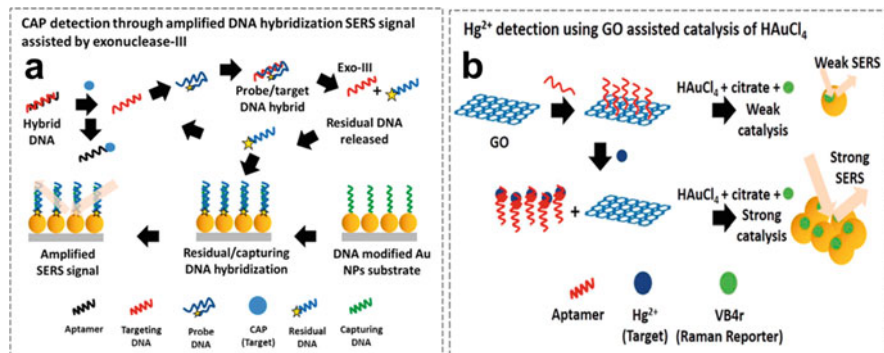 CAP detection through amplified DNA hybridization SERS signal
assisted by exonuclease-III
a
Hybrid
DNA
Probe/target
DNA hybrid
Exo-III
+
Residual DNA
released
Amplified
SERS signal
Residual/capturing
DNA hybridization
DNA modified Au
NPs substrate
Aptamer
Targeting
DNA
Probe
DNA
CAP
(Target)
Residual
DNA
Capturing
DNA
Hg²⁺ detection using GO assisted catalysis of HAuCl₄
b
GO
HAuCl₄ + citrate +
Weak
catalysis
Weak SERS
+
HAuCl₄ + citrate +
Strong
catalysis
Strong
SERS
Aptamer
Hg²⁺
(Target)
VB4r
(Raman Reporter)